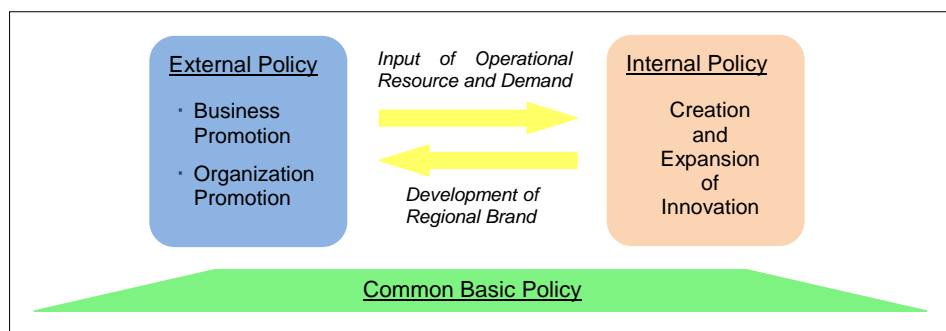 External Policy
・ Business
Promotion
・ Organization
Promotion
Input of Operational
Resource and Demand
Development of
Regional Brand
Internal Policy
Creation
and
Expansion
of
Innovation
Common Basic Policy